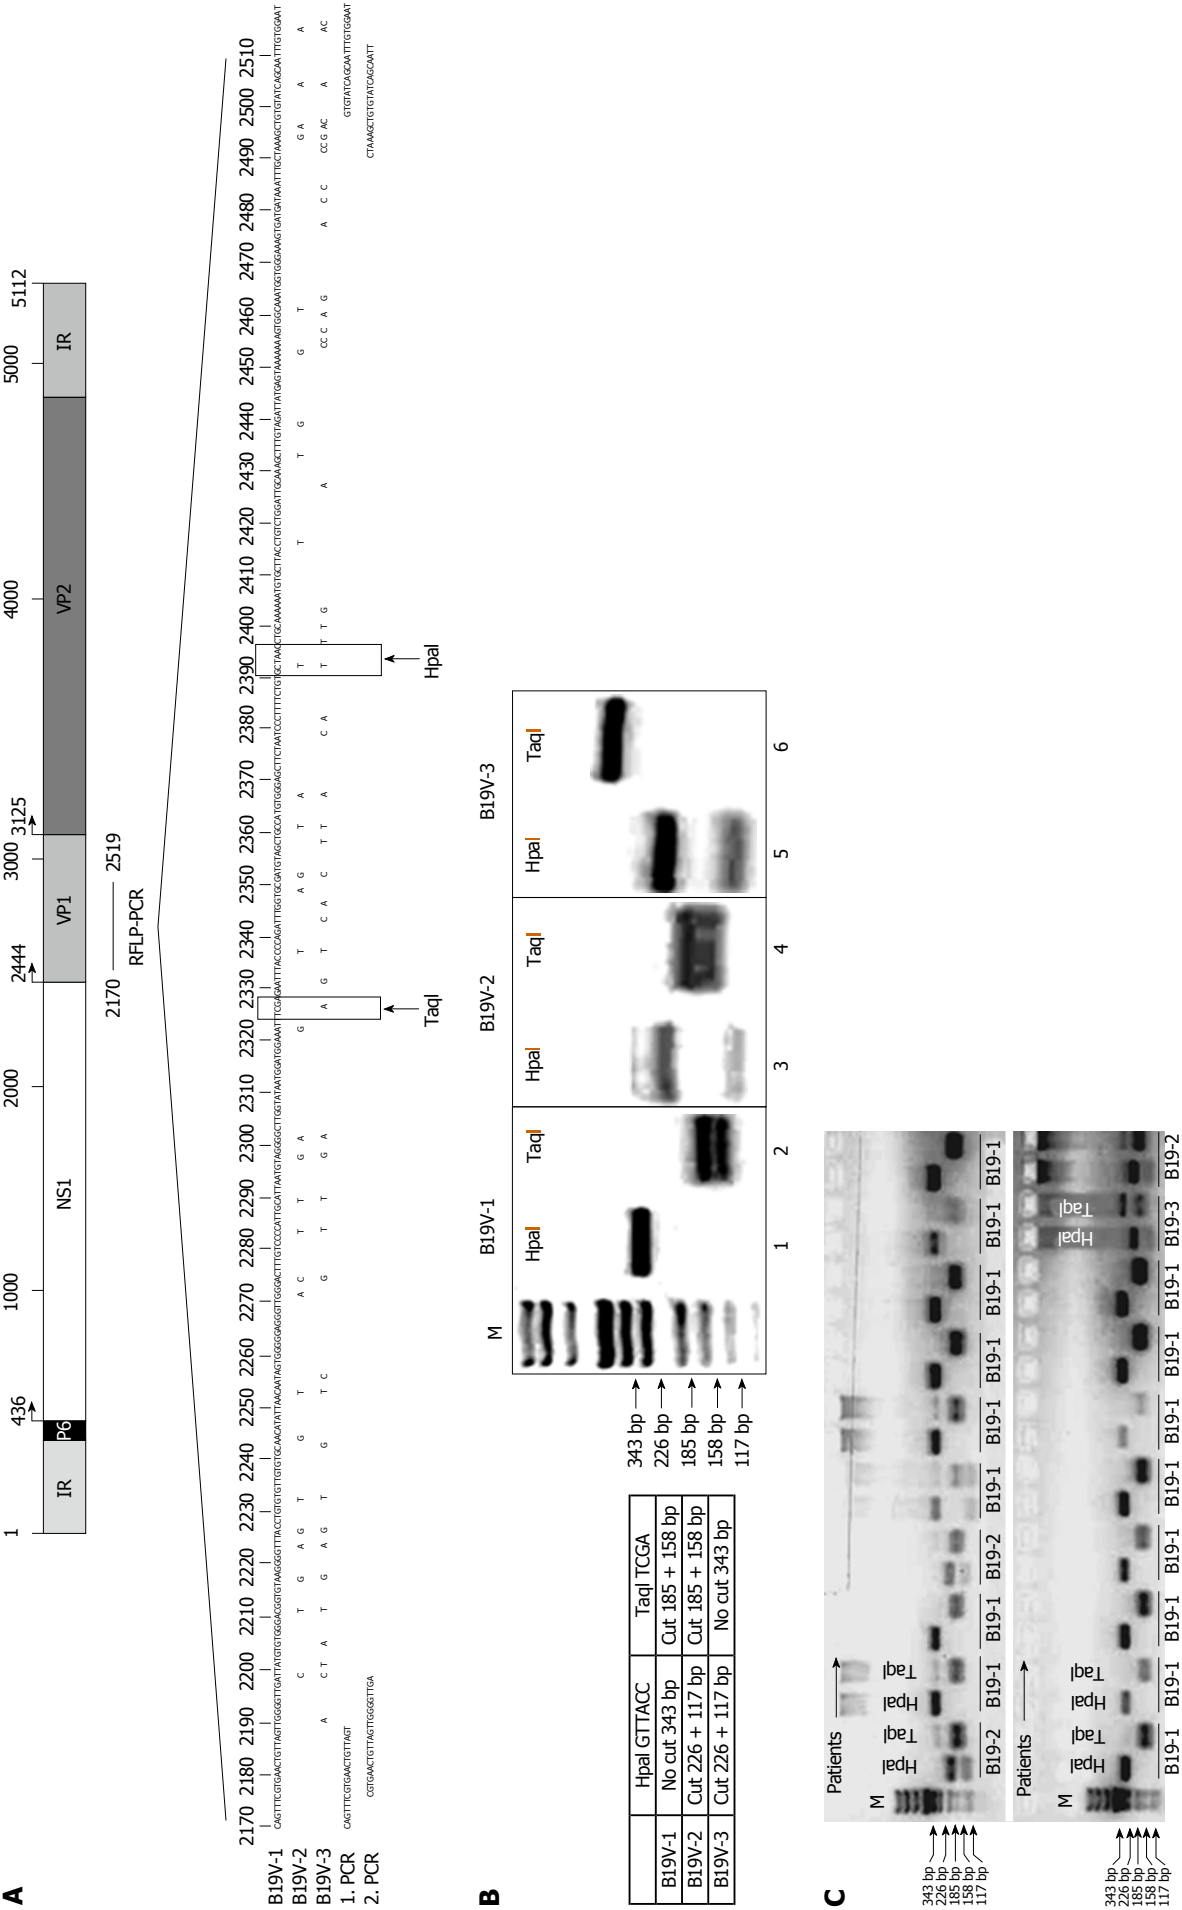 A
1 436 1000 2000 2444 3000 3125 4000 5000 5112
IR P6 NS1 VP1 VP2 IR
2170 2519
RFLP-PCR
2170 2180 2190 2200 2210 2220 2230 2240 2250 2260 2270 2280 2290 2300 2310 2320 2330 2340 2350 2360 2370 2380 2390 2400 2410 2420 2430 2440 2450 2460 2470 2480 2490 2500 2510
B19V-1
B19V-2 C T G A G T G T A C T T G A G T A G T A T T T G G T G A A A
B19V-3 A C T A T G A G T G T C G T T G A A G T C A C T T A C A T T T G A CC C A G A C C CC G AC A AC
1. PCR CAGTTTCGTGAACTGTTAGT GTGTATCAGCAATTTGTGGAAT
2. PCR CGTGAACTGTTAGTTGGGGTTGA CTAAAGCTGTGTATCAGCAATT
TaqI HpaI
B
HpaI GTTACC TaqI TCGA
B19V-1 No cut 343 bp Cut 185 + 158 bp
B19V-2 Cut 226 + 117 bp Cut 185 + 158 bp
B19V-3 Cut 226 + 117 bp No cut 343 bp
B19V-1 B19V-2 B19V-3
M HpaI TaqI HpaI TaqI HpaI TaqI
343 bp
226 bp
185 bp
158 bp
117 bp
1 2 3 4 5 6
C
Patients
M HpaI TaqI HpaI TaqI
343 bp
226 bp
185 bp
158 bp
117 bp
B19-2 B19-1 B19-1 B19-2 B19-1 B19-1 B19-1 B19-1 B19-1 B19-1
Patients
M HpaI TaqI HpaI TaqI HpaI TaqI
343 bp
226 bp
185 bp
158 bp
117 bp
B19-1 B19-1 B19-1 B19-1 B19-1 B19-1 B19-1 B19-1 B19-3 B19-2